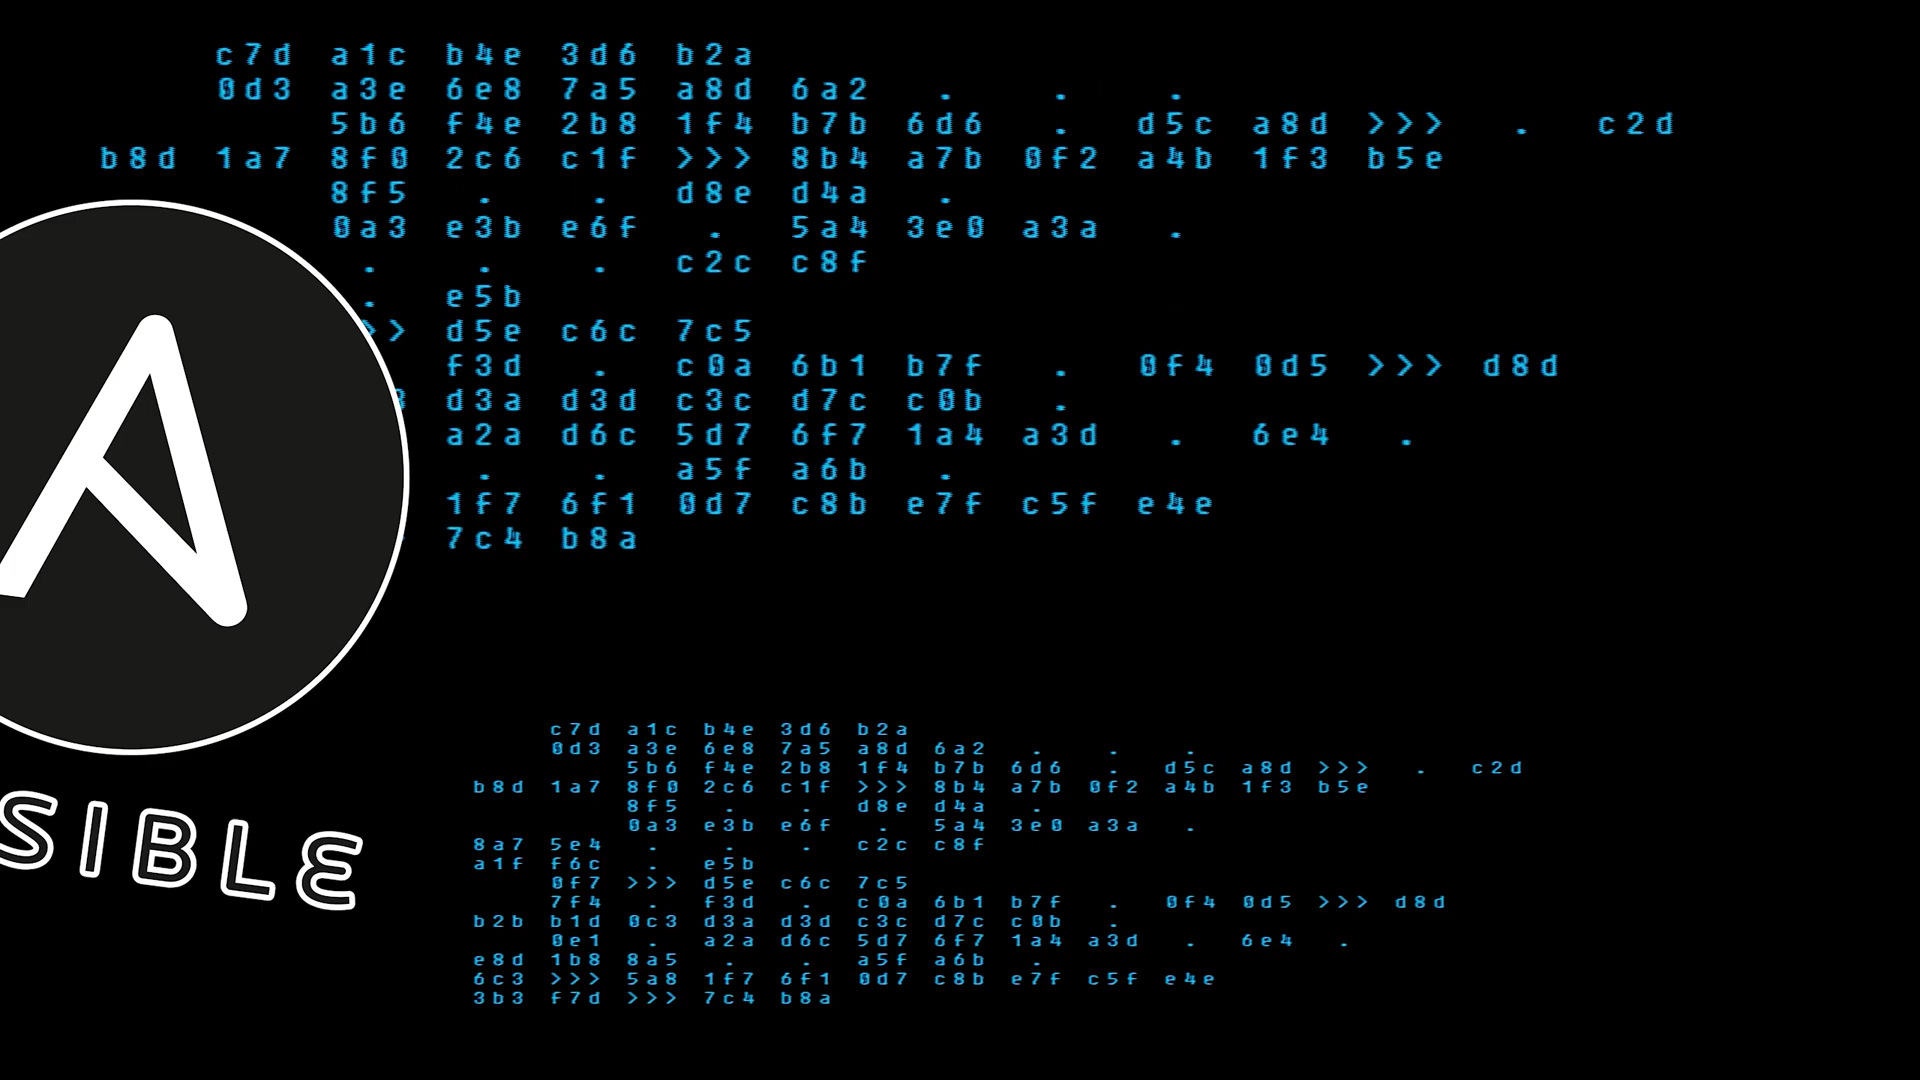 c7d a1c b4e 3d6 b2a
0d3 a3e 6e8 7a5 a8d 6a2 . . .
5b6 f4e 2b8 1f4 b7b 6d6 . d5c a8d >>> . c2d
b8d 1a7 8f0 2c6 c1f >>> 8b4 a7b 0f2 a4b 1f3 b5e
8f5 . . d8e d4a .
0a3 e3b e6f . 5a4 3e0 a3a .
. . . c2c c8f
. e5b
>> d5e c6c 7c5
f3d . c0a 6b1 b7f . 0f4 0d5 >>> d8d
d3a d3d c3c d7c c0b .
a2a d6c 5d7 6f7 1a4 a3d . 6e4 .
. . a5f a6b .
1f7 6f1 0d7 c8b e7f c5f e4e
7c4 b8a
SIBLE
c7d a1c b4e 3d6 b2a
0d3 a3e 6e8 7a5 a8d 6a2 . . .
5b6 f4e 2b8 1f4 b7b 6d6 . d5c a8d >>> . c2d
b8d 1a7 8f0 2c6 c1f >>> 8b4 a7b 0f2 a4b 1f3 b5e
8f5 . . d8e d4a .
0a3 e3b e6f . 5a4 3e0 a3a .
8a7 5e4 . . . c2c c8f
a1f f6c . e5b
0f7 >>> d5e c6c 7c5
7f4 . f3d . c0a 6b1 b7f . 0f4 0d5 >>> d8d
b2b b1d 0c3 d3a d3d c3c d7c c0b .
0e1 . a2a d6c 5d7 6f7 1a4 a3d . 6e4 .
e8d 1b8 8a5 . . a5f a6b .
6c3 >>> 5a8 1f7 6f1 0d7 c8b e7f c5f e4e
3b3 f7d >>> 7c4 b8a